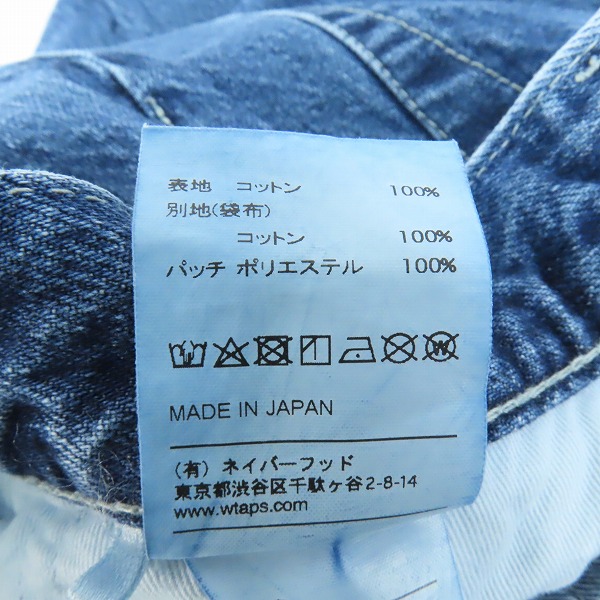 表地 コットン 100%
別地(袋布)
コットン 100%
パッチ ポリエステル 100%
MADE IN JAPAN
(有) ネイバーフッド
東京都渋谷区千駄ヶ谷2-8-14
www.wtaps.com